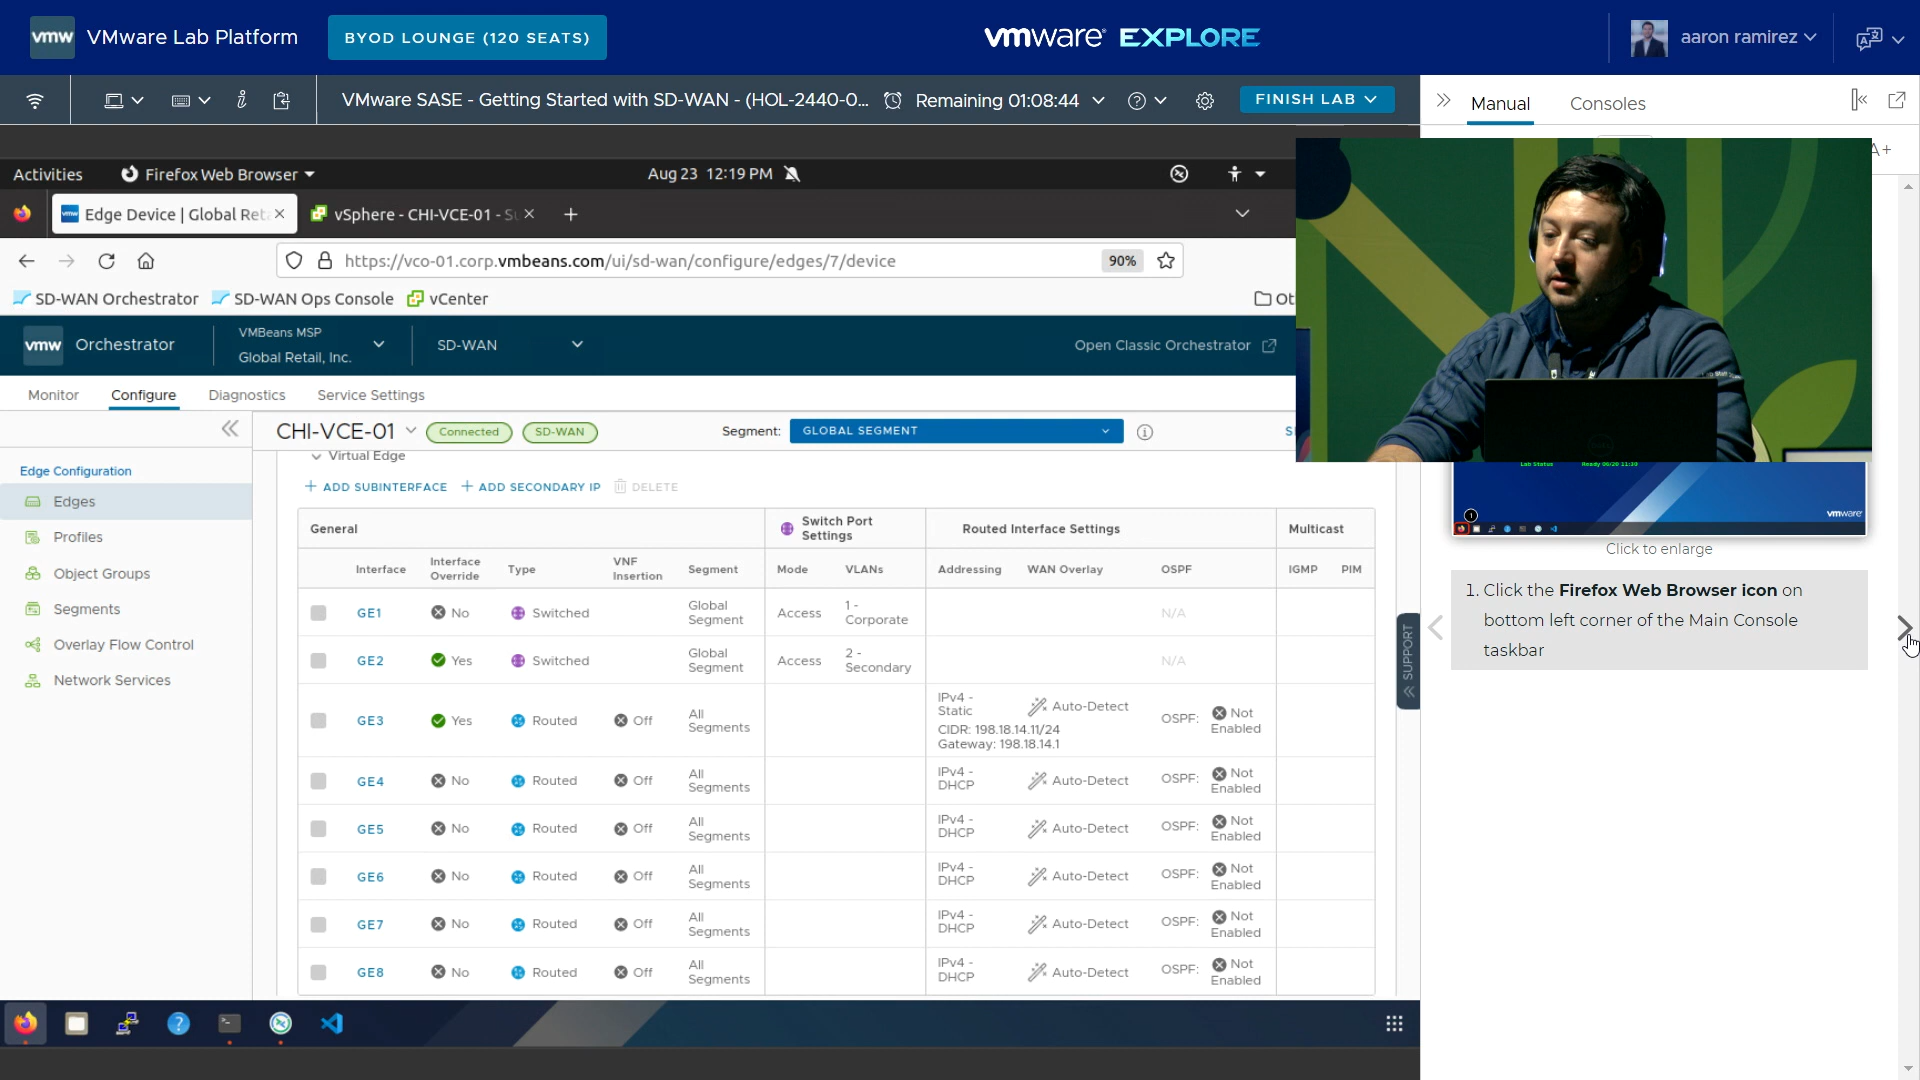 vmw VMware Lab Platform BYOD LOUNGE (120 SEATS) vmware EXPLORE aaron ramirez
VMware SASE - Getting Started with SD-WAN - (HOL-2440-0... Remaining 01:08:44 FINISH LAB
Manual Consoles
A+
Activities Firefox Web Browser Aug 23 12:19 PM
Edge Device | Global Reta vSphere - CHI-VCE-01 - S
https://vco-01.corp.vmbeans.com/ui/sd-wan/configure/edges/7/device 90%
SD-WAN Orchestrator SD-WAN Ops Console vCenter Ot
vmw Orchestrator
VMBeans MSP
Global Retail, Inc.
SD-WAN
Open Classic Orchestrator
Monitor Configure Diagnostics Service Settings
CHI-VCE-01 Connected SD-WAN Segment: GLOBAL SEGMENT
Edge Configuration
Edges
Profiles
Object Groups
Segments
Overlay Flow Control
Network Services
Virtual Edge
ADD SUBINTERFACE ADD SECONDARY IP DELETE
General Switch Port Settings Routed Interface Settings Multicast
Interface Interface Override Type VNF Insertion Segment Mode VLANs Addressing WAN Overlay OSPF IGMP PIM
GE1 No Switched Global Segment Access 1 - Corporate N/A
GE2 Yes Switched Global Segment Access 2 - Secondary N/A
GE3 Yes Routed Off All Segments IPv4 - Static Auto-Detect OSPF: Not Enabled
CIDR: 198.18.14.11/24
Gateway: 198.18.14.1
GE4 No Routed Off All Segments IPv4 - DHCP Auto-Detect OSPF: Not Enabled
GE5 No Routed Off All Segments IPv4 - DHCP Auto-Detect OSPF: Not Enabled
GE6 No Routed Off All Segments IPv4 - DHCP Auto-Detect OSPF: Not Enabled
GE7 No Routed Off All Segments IPv4 - DHCP Auto-Detect OSPF: Not Enabled
GE8 No Routed Off All Segments IPv4 - DHCP Auto-Detect OSPF: Not Enabled
SUPPORT
Lab Status Ready 06/20 11:39
1
vmware
Click to enlarge
1. Click the Firefox Web Browser icon on
bottom left corner of the Main Console
taskbar